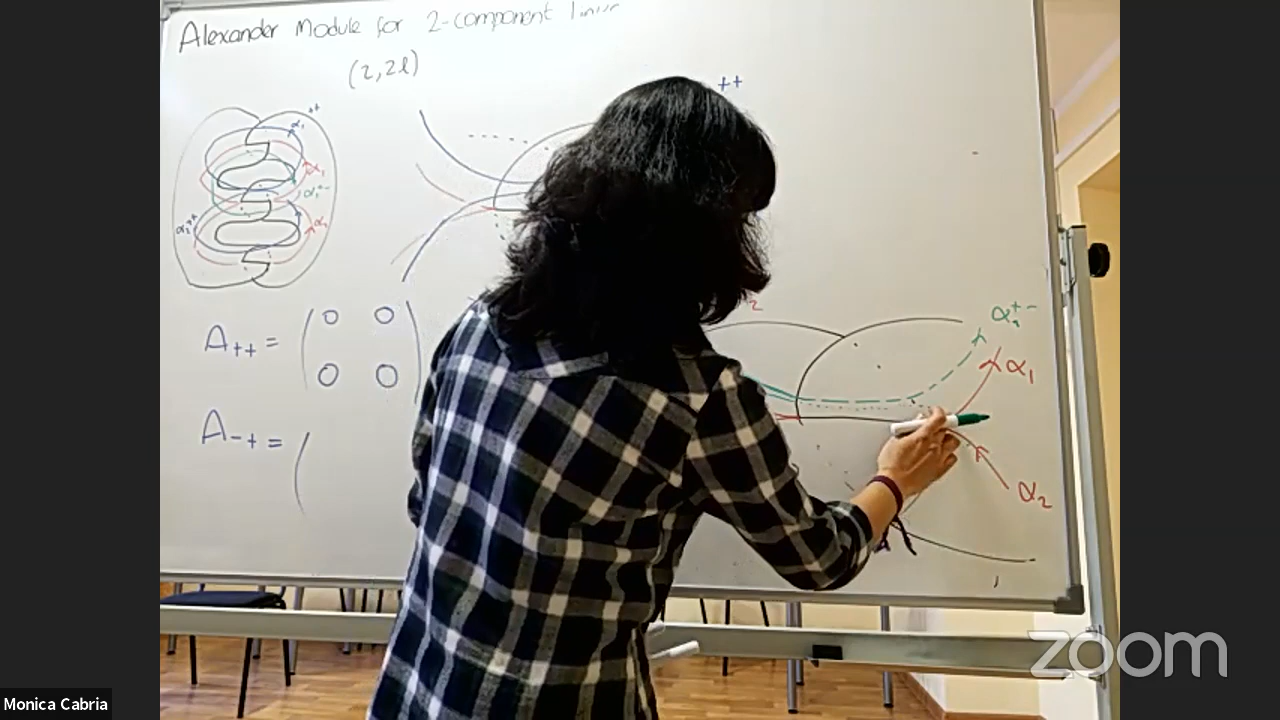 Alexander Module for 2-component
(2,2l)
++
α₁⁺⁺
α₁
α₁⁺⁻
α₂⁺⁺
α₂
A₊₊ = ( 0 0
0 0 )
A₋₊ = (
2
α₁⁺⁻
α₁
α₂
zoom
Monica Cabria